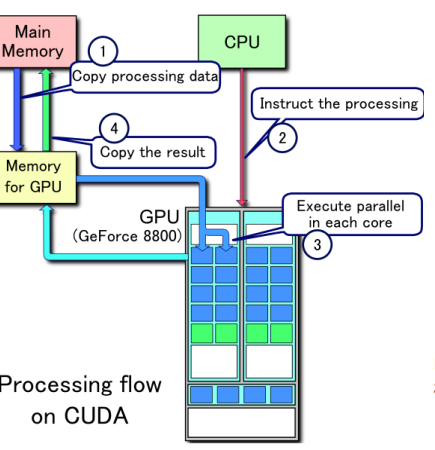 Main
Memory
1
Copy processing data
CPU
Instruct the processing
2
4
Copy the result
Memory
for GPU
GPU
(GeForce 8800)
Execute parallel
in each core
3
Processing flow
on CUDA